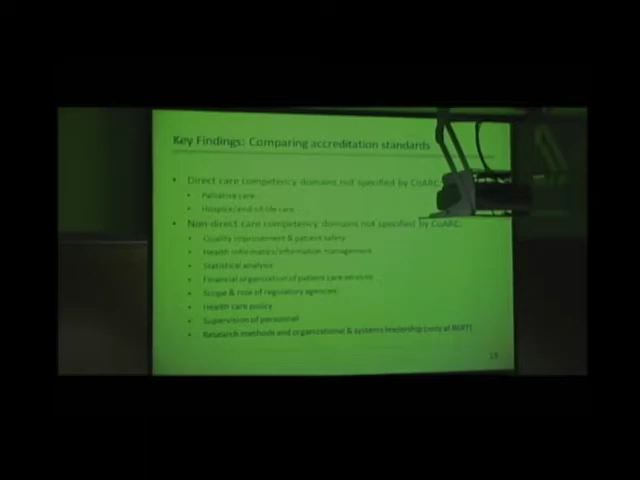 Key Findings: Comparing accreditation standards
• Direct care competency domains not specified by CoARC
• Palliative care
• Hospice/end of life care
• Non-direct care competency domains not specified by CoARC:
• Quality improvement & patient safety
• Health informatics/information management
• Statistical analysis
• Financial organization of patient care services
• Scope & role of regulatory agencies
• Health care policy
• Supervision of personnel
• Research methods and organizational & systems leadership (only at